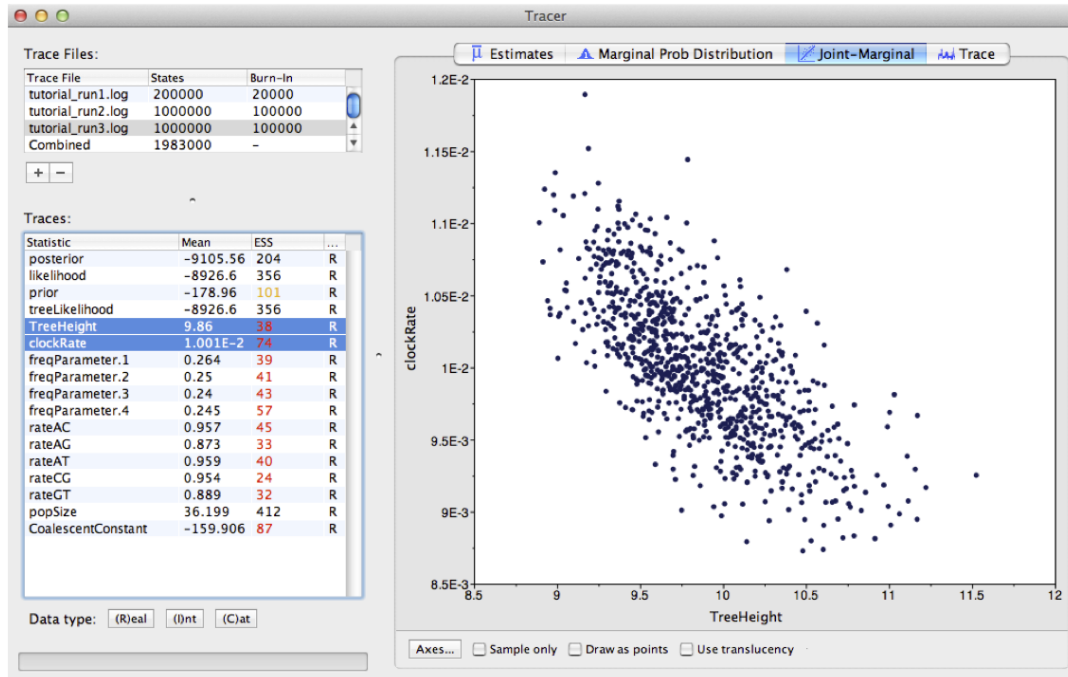 Tracer
Trace Files:
Trace File States Burn-In
tutorial_run1.log 200000 20000
tutorial_run2.log 1000000 100000
tutorial_run3.log 1000000 100000
Combined 1983000 -
+ −
Traces:
Statistic Mean ESS ...
posterior -9105.56 204 R
likelihood -8926.6 356 R
prior -178.96 101 R
treeLikelihood -8926.6 356 R
TreeHeight 9.86 38 R
clockRate 1.001E-2 74 R
freqParameter.1 0.264 39 R
freqParameter.2 0.25 41 R
freqParameter.3 0.24 43 R
freqParameter.4 0.245 57 R
rateAC 0.957 45 R
rateAG 0.873 33 R
rateAT 0.959 40 R
rateCG 0.954 24 R
rateGT 0.889 32 R
popSize 36.199 412 R
CoalescentConstant -159.906 87 R
Data type: (R)eal (I)nt (C)at
μ Estimates Marginal Prob Distribution Joint-Marginal Trace
1.2E-2
1.15E-2
1.1E-2
1.05E-2
1E-2
9.5E-3
9E-3
8.5E-3
clockRate
8.5 9 9.5 10 10.5 11 11.5 12
TreeHeight
Axes... Sample only Draw as points Use translucency